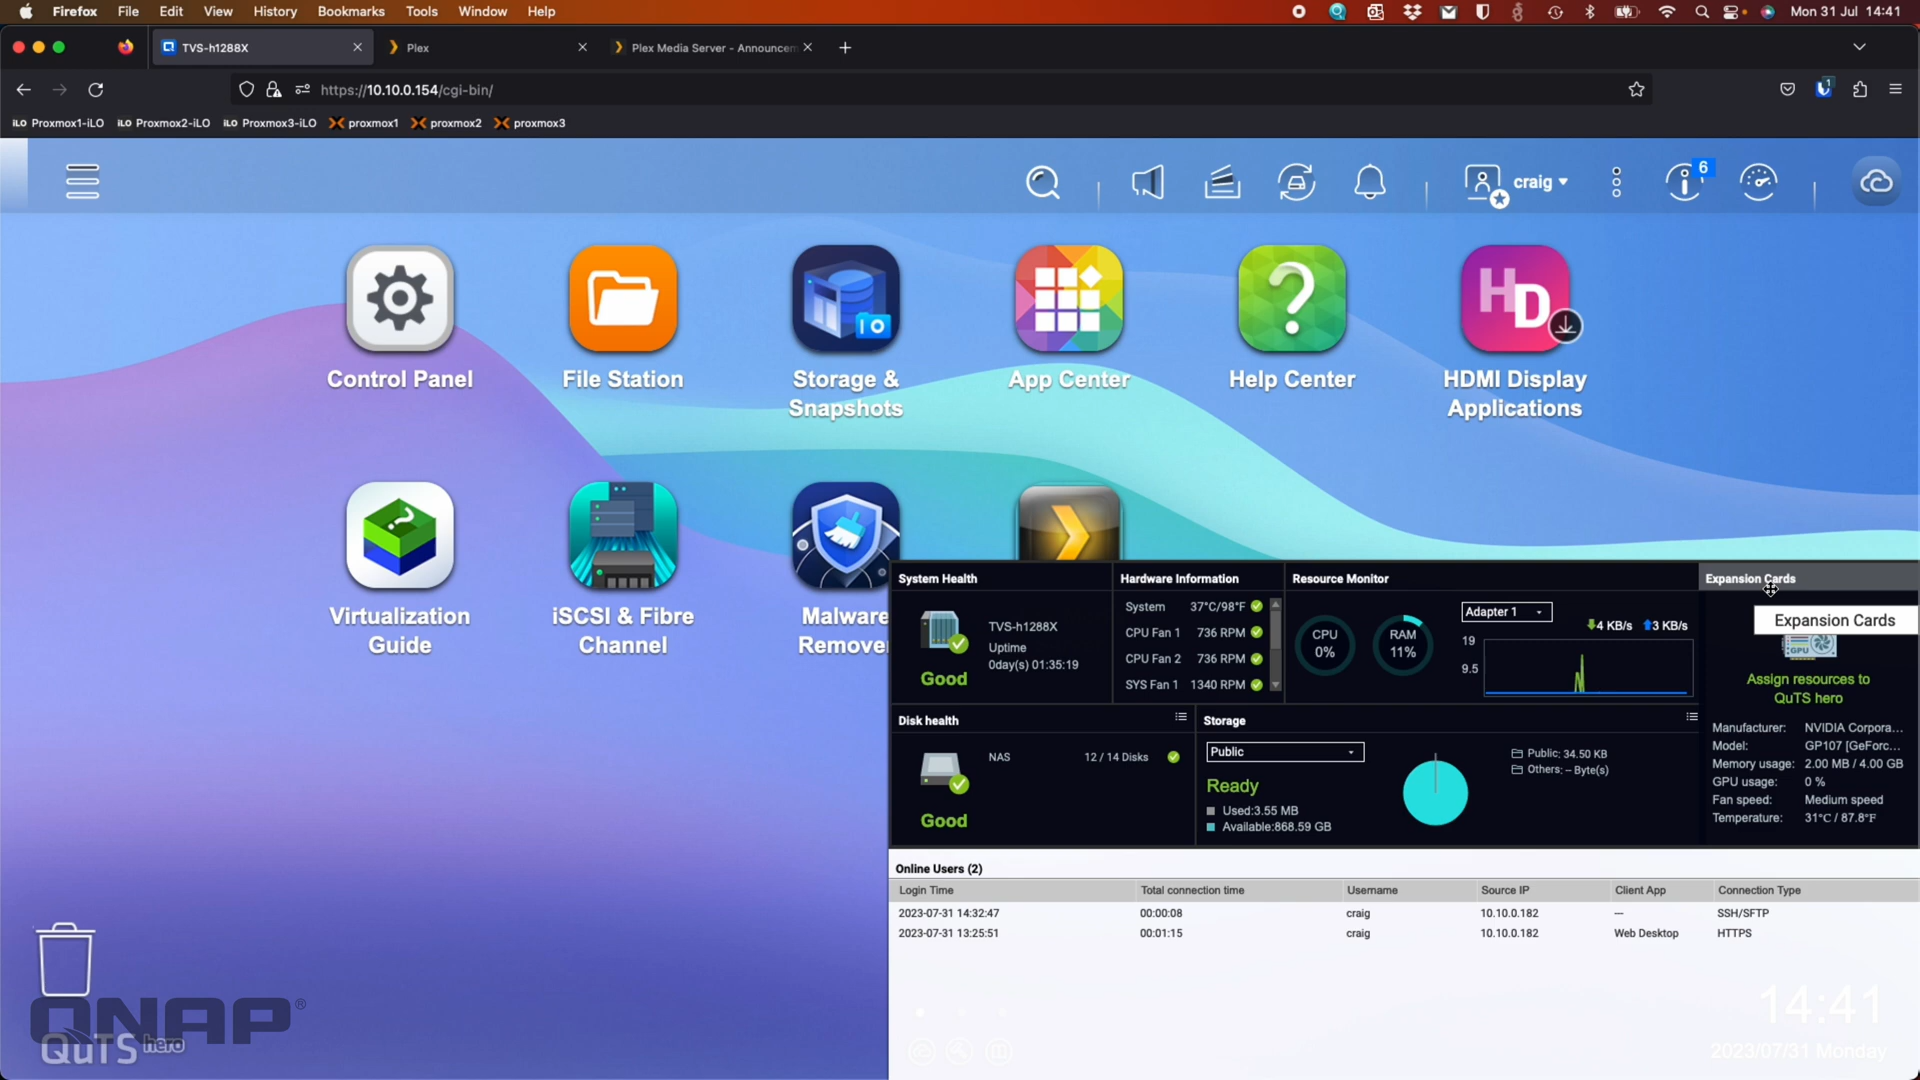 Firefox File Edit View History Bookmarks Tools Window Help
Mon 31 Jul 14:41
TVS-h1288X
Plex
Plex Media Server - Announcem
https://10.10.0.154/cgi-bin/
1
iLO Proxmox1-iLO iLO Proxmox2-iLO iLO Proxmox3-iLO proxmox1 proxmox2 proxmox3
craig
6
HD
IO
Control Panel
File Station
Storage & Snapshots
App Center
Help Center
HDMI Display Applications
Virtualization Guide
iSCSI & Fibre Channel
Malware
Remove
System Health
TVS-h1288X
Uptime
0day(s) 01:35:19
Good
Hardware Information
System 37°C/98°F
CPU Fan 1 736 RPM
CPU Fan 2 736 RPM
SYS Fan 1 1340 RPM
Resource Monitor
CPU 0%
RAM 11%
Adapter 1
4 KB/s 3 KB/s
19
9.5
Expansion Cards
Expansion Cards
GPU
Assign resources to
QuTS hero
Manufacturer: NVIDIA Corpora...
Model: GP107 [GeForc...
Memory usage: 2.00 MB / 4.00 GB
GPU usage: 0 %
Fan speed: Medium speed
Temperature: 31°C / 87.8°F
Disk health
NAS 12 / 14 Disks
Good
Storage
Public
Ready
Used:3.55 MB
Available:868.59 GB
Public: 34.50 KB
Others: -- Byte(s)
Online Users (2)
Login Time Total connection time Username Source IP Client App Connection Type
2023-07-31 14:32:47 00:00:08 craig 10.10.0.182 --- SSH/SFTP
2023-07-31 13:25:51 00:01:15 craig 10.10.0.182 Web Desktop HTTPS
QNAP®
QuTS hero
14:41
2023/07/31 Monday